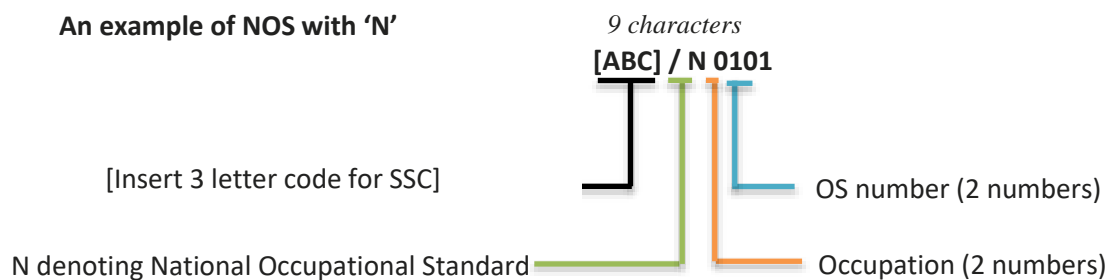 An example of NOS with ‘N’
9 characters
[ABC] / N 0101
[Insert 3 letter code for SSC]
OS number (2 numbers)
N denoting National Occupational Standard
Occupation (2 numbers)